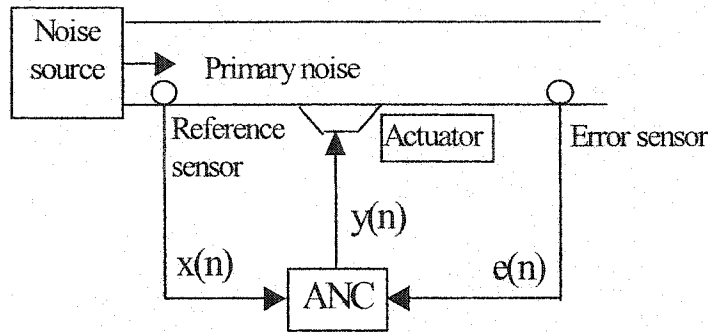 Noise
source
Primary noise
Reference
sensor
Actuator
Error sensor
y(n)
x(n)
e(n)
ANC